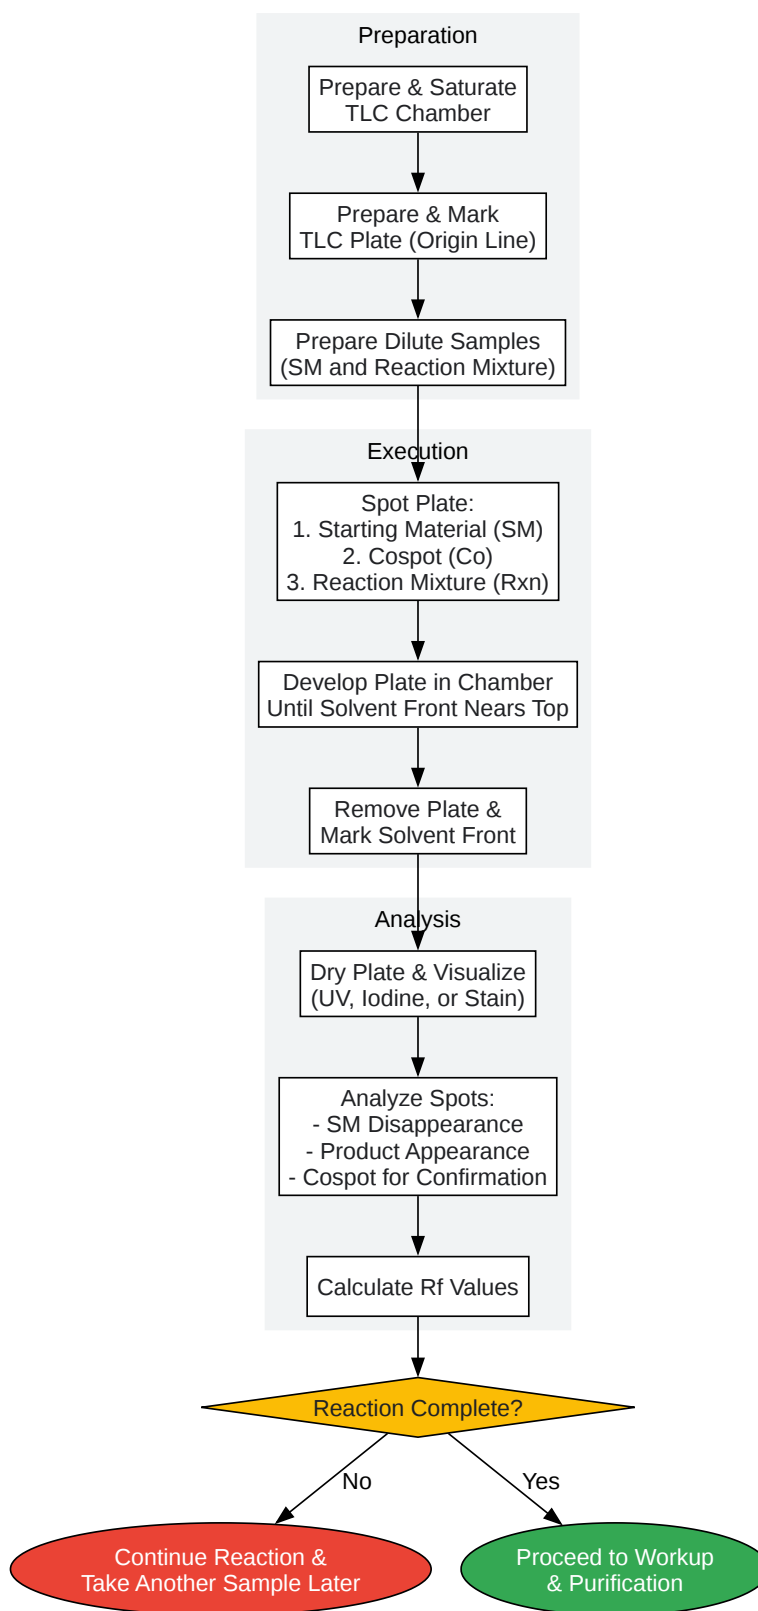 Preparation
Prepare & Saturate
TLC Chamber
Prepare & Mark
TLC Plate (Origin Line)
Prepare Dilute Samples
(SM and Reaction Mixture)
Execution
Spot Plate:
1. Starting Material (SM)
2. Cospot (Co)
3. Reaction Mixture (Rxn)
Develop Plate in Chamber
Until Solvent Front Nears Top
Remove Plate &
Mark Solvent Front
Analysis
Dry Plate & Visualize
(UV, Iodine, or Stain)
Analyze Spots:
- SM Disappearance
- Product Appearance
- Cospot for Confirmation
Calculate Rf Values
Reaction Complete?
No
Yes
Continue Reaction &
Take Another Sample Later
Proceed to Workup
& Purification